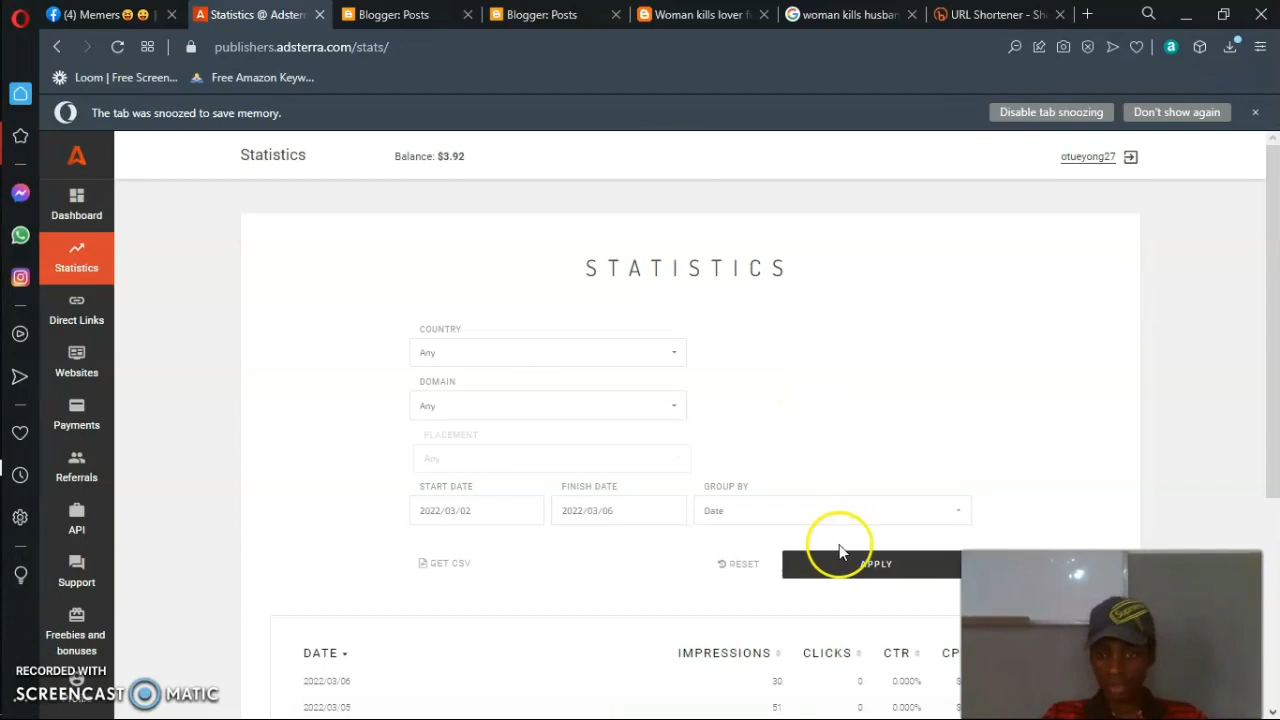 (4) Memers
Statistics @ Adsterr
Blogger: Posts
Blogger: Posts
Woman kills lover f
woman kills husban
URL Shortener - Sho
publishers.adsterra.com/stats/
Loom | Free Screen...
Free Amazon Keyw...
The tab was snoozed to save memory.
Disable tab snoozing
Don't show again
Statistics
Balance: $3.92
otueyong27
Dashboard
Statistics
Direct Links
Websites
Payments
Referrals
API
Support
Freebies and
bonuses
STATISTICS
COUNTRY
Any
DOMAIN
Any
PLACEMENT
Any
START DATE
FINISH DATE
GROUP BY
2022/03/02
2022/03/06
Date
GET CSV
RESET
APPLY
DATE
IMPRESSIONS
CLICKS
CTR
CP
2022/03/06
30
0
0.000%
2022/03/05
51
0
0.000%
RECORDED WITH
SCREENCAST MATIC